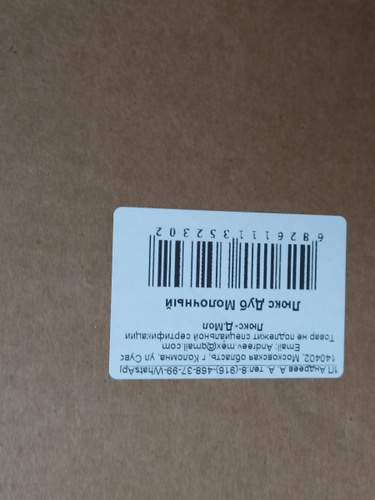 ИП Андреева А. А. тел:8-(916)-468-37-99-WhatsAp
140402, Московская область, г Коломна, ул
Email: Andreev.mex@gmail.com
Товар не подлежит специальной сертификации
Люкс-Д.Мол
Люкс Дуб Молочный
6826111352302